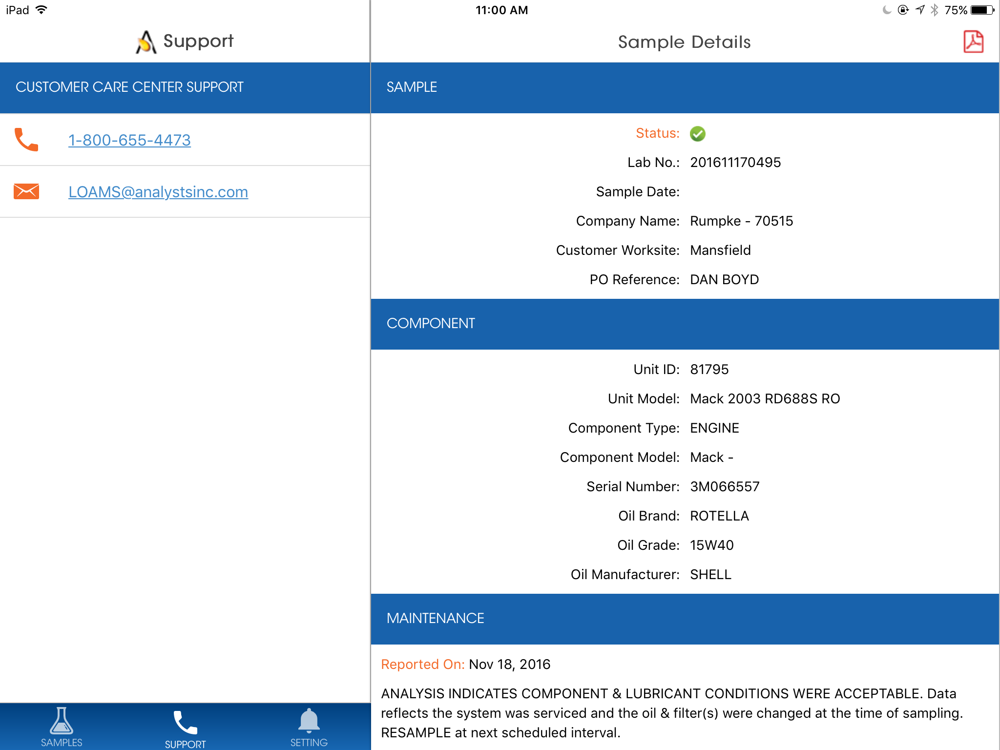 iPad
11:00 AM
75%
Support
CUSTOMER CARE CENTER SUPPORT
1-800-655-4473
LOAMS@analystsinc.com
SAMPLES
SUPPORT
SETTING
Sample Details
SAMPLE
Status:
Lab No.: 201611170495
Sample Date:
Company Name: Rumpke - 70515
Customer Worksite: Mansfield
PO Reference: DAN BOYD
COMPONENT
Unit ID: 81795
Unit Model: Mack 2003 RD688S RO
Component Type: ENGINE
Component Model: Mack -
Serial Number: 3M066557
Oil Brand: ROTELLA
Oil Grade: 15W40
Oil Manufacturer: SHELL
MAINTENANCE
Reported On: Nov 18, 2016
ANALYSIS INDICATES COMPONENT & LUBRICANT CONDITIONS WERE ACCEPTABLE. Data
reflects the system was serviced and the oil & filter(s) were changed at the time of sampling.
RESAMPLE at next scheduled interval.